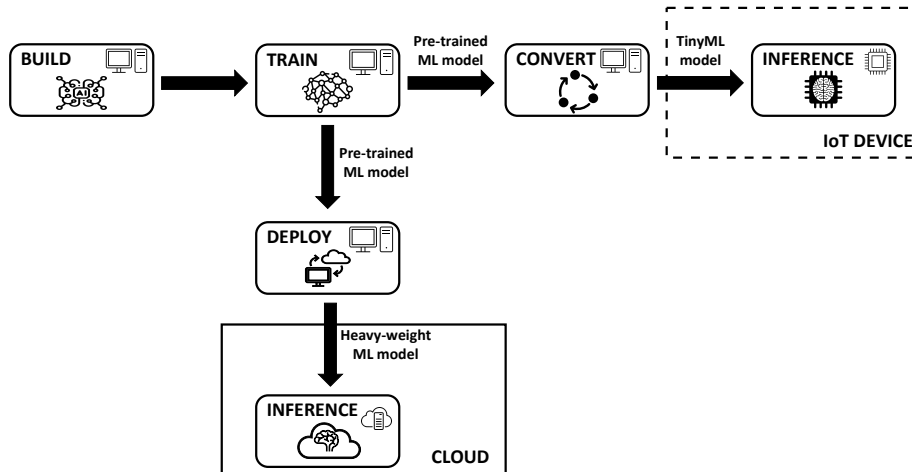 BUILD
AI
TRAIN
Pre-trained
ML model
CONVERT
TinyML
model
INFERENCE
IoT DEVICE
Pre-trained
ML model
DEPLOY
Heavy-weight
ML model
INFERENCE
CLOUD